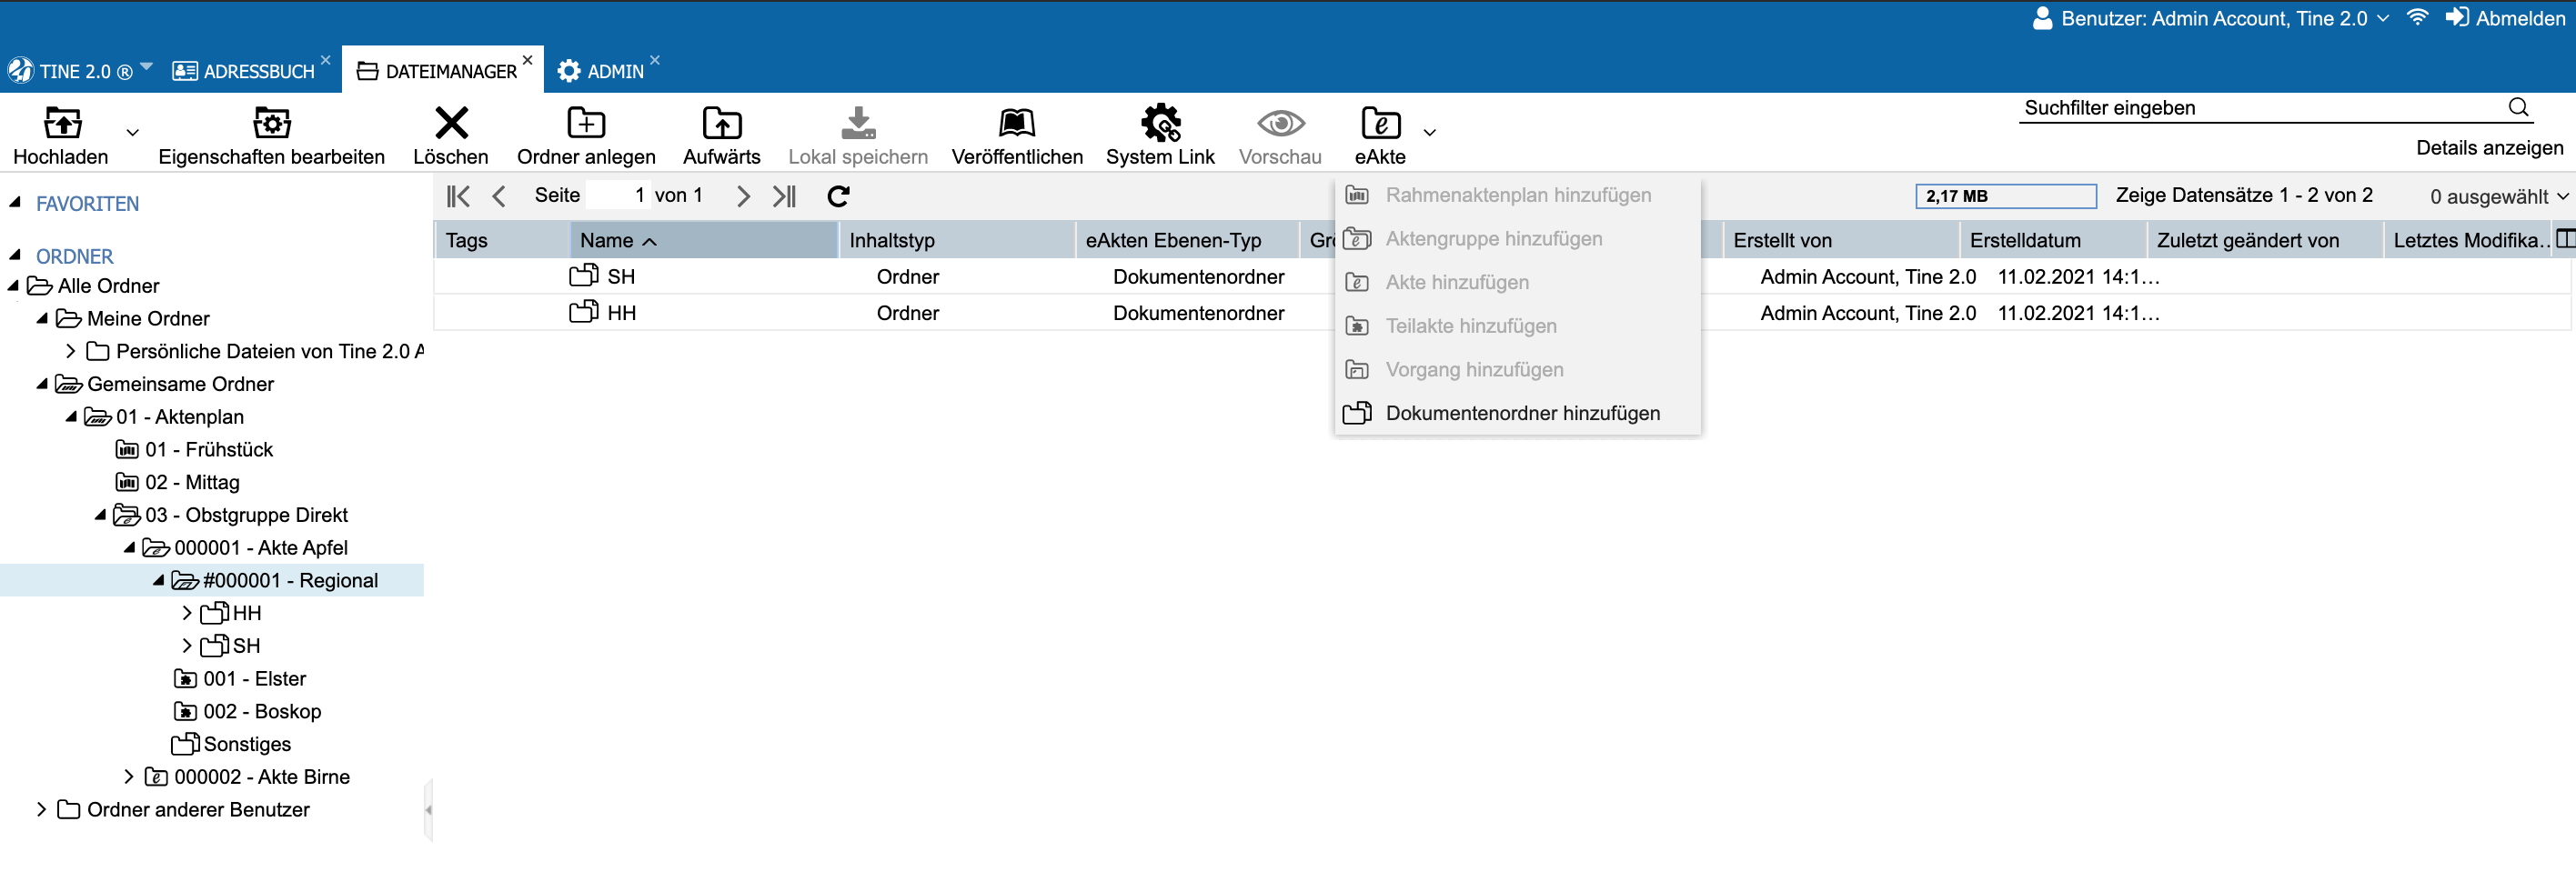 Benutzer: Admin Account, Tine 2.0
Abmelden
TINE 2.0 ®
ADRESSBUCH
DATEIMANAGER
ADMIN
Hochladen
Eigenschaften bearbeiten
Löschen
Ordner anlegen
Aufwärts
Lokal speichern
Veröffentlichen
System Link
Vorschau
eAkte
Suchfilter eingeben
Details anzeigen
FAVORITEN
ORDNER
Alle Ordner
Meine Ordner
Persönliche Dateien von Tine 2.0 A
Gemeinsame Ordner
01 - Aktenplan
01 - Frühstück
02 - Mittag
03 - Obstgruppe Direkt
000001 - Akte Apfel
#000001 - Regional
HH
SH
001 - Elster
002 - Boskop
Sonstiges
000002 - Akte Birne
Ordner anderer Benutzer
Seite 1 von 1
2,17 MB
Zeige Datensätze 1 - 2 von 2
0 ausgewählt
Tags Name Inhaltstyp eAkten Ebenen-Typ Grö Erstellt von Erstelldatum Zuletzt geändert von Letztes Modifika...
SH Ordner Dokumentenordner Admin Account, Tine 2.0 11.02.2021 14:1...
HH Ordner Dokumentenordner Admin Account, Tine 2.0 11.02.2021 14:1...
Rahmenaktenplan hinzufügen
Aktengruppe hinzufügen
Akte hinzufügen
Teilakte hinzufügen
Vorgang hinzufügen
Dokumentenordner hinzufügen